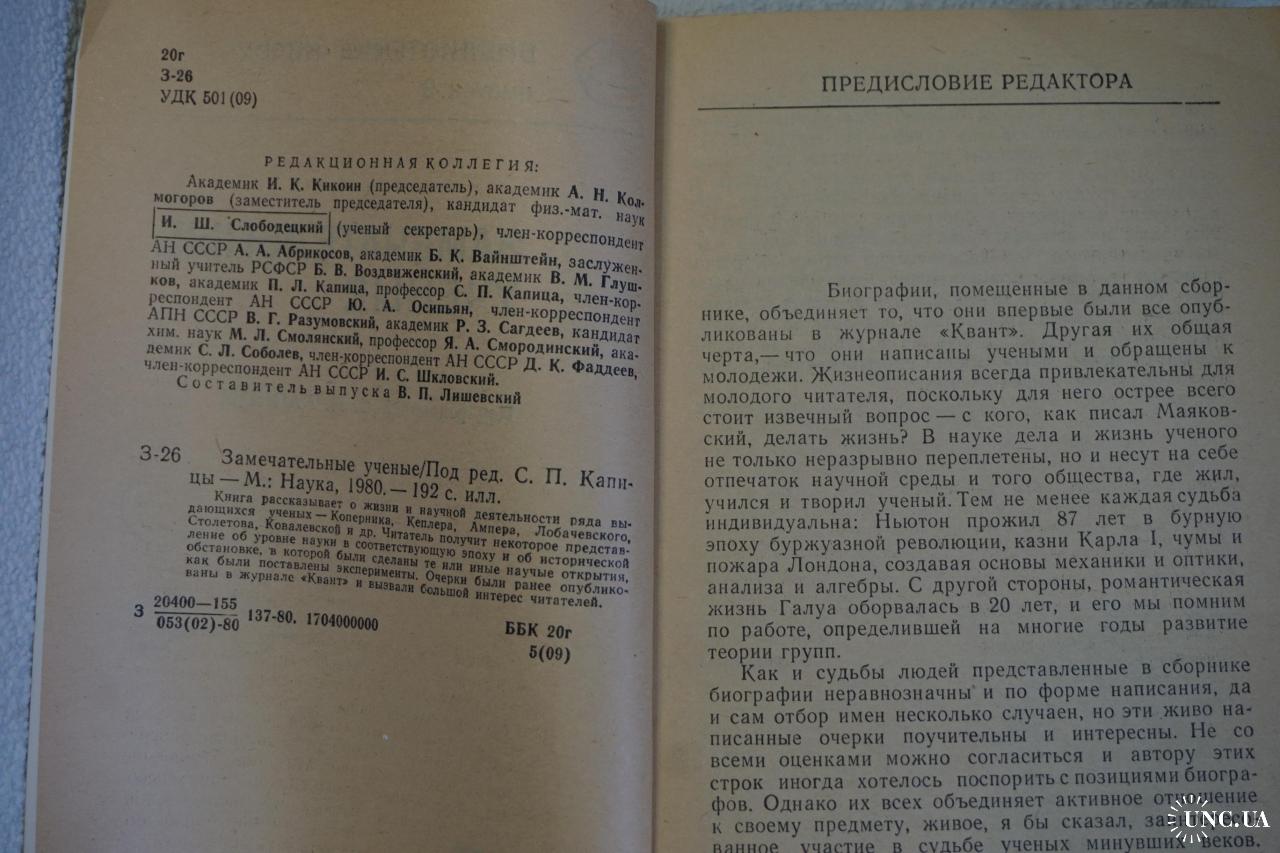 20г
З-26
УДК 501(09)
РЕДАКЦИОННАЯ КОЛЛЕГИЯ:
Академик И. К. Кикоин (председатель), академик А. Н. Кол-
могоров (заместитель председателя), кандидат физ.-мат. наук
И. Ш. Слободецкий (ученый секретарь), член-корреспондент
АН СССР А. А. Абрикосов, академик Б. К. Вайнштейн, заслужен-
ный учитель РСФСР Б. В. Воздвиженский, академик В. М. Глуш-
ков, академик П. Л. Капица, профессор С. П. Капица, член-кор-
респондент АН СССР Ю. А. Осипьян, член-корреспондент
АПН СССР В. Г. Разумовский, академик Р. З. Сагдеев, кандидат
хим. наук М. Л. Смолянский, профессор Я. А. Смородинский, ака-
демик С. Л. Соболев, член-корреспондент АН СССР Д. К. Фаддеев,
член-корреспондент АН СССР И. С. Шкловский.
Составитель выпуска В. П. Лишевский
З-26 Замечательные ученые/Под ред. С. П. Капи-
цы — М.: Наука, 1980. — 192 с. илл.
Книга рассказывает о жизни и научной деятельности ряда вы-
дающихся ученых — Коперника, Кеплера, Ампера, Лобачевского,
Столетова, Ковалевской и др. Читатель получит некоторое представ-
ление об уровне науки в соответствующую эпоху и об исторической
обстановке, в которой были сделаны те или иные научные открытия,
как были поставлены эксперименты. Очерки были ранее опублико-
ваны в журнале «Квант» и вызвали большой интерес читателей.
З 20400—155
053(02)-80 137-80. 1704000000
ББК 20г
5(09)
ПРЕДИСЛОВИЕ РЕДАКТОРА
Биографии, помещенные в данном сбор-
нике, объединяет то, что они впервые были все опуб-
ликованы в журнале «Квант». Другая их общая
черта,— что они написаны учеными и обращены к
молодежи. Жизнеописания всегда привлекательны для
молодого читателя, поскольку для него острее всего
стоит извечный вопрос — с кого, как писал Маяков-
ский, делать жизнь? В науке дела и жизнь ученого
не только неразрывно переплетены, но и несут на себе
отпечаток научной среды и того общества, где жил,
учился и творил ученый. Тем не менее каждая судьба
индивидуальна: Ньютон прожил 87 лет в бурную
эпоху буржуазной революции, казни Карла I, чумы и
пожара Лондона, создавая основы механики и оптики,
анализа и алгебры. С другой стороны, романтическая
жизнь Галуа оборвалась в 20 лет, и его мы помним
по работе, определившей на многие годы развитие
теории групп.
Как и судьбы людей представленные в сборнике
биографии неравнозначны и по форме написания, да
и сам отбор имен несколько случаен, но эти живо на-
писанные очерки поучительны и интересны. Не со
всеми оценками можно согласиться и автору этих
строк иногда хотелось поспорить с позициями биогра-
фов. Однако их всех объединяет активное отношение
к своему предмету, живое, я бы сказал,
ванное участие в судьбе ученых минувших веков.
UNC.UA